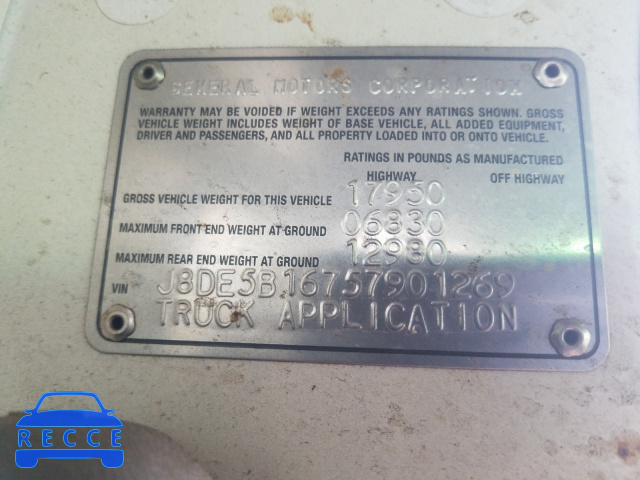 GENERAL MOTORS CORPORATION
WARRANTY MAY BE VOIDED IF WEIGHT EXCEEDS ANY RATINGS SHOWN. GROSS
VEHICLE WEIGHT INCLUDES WEIGHT OF BASE VEHICLE, ALL ADDED EQUIPMENT,
DRIVER AND PASSENGERS, AND ALL PROPERTY LOADED INTO OR ONTO VEHICLE.
RATINGS IN POUNDS AS MANUFACTURED
HIGHWAY OFF HIGHWAY
GROSS VEHICLE WEIGHT FOR THIS VEHICLE 17950
MAXIMUM FRONT END WEIGHT AT GROUND 06830
MAXIMUM REAR END WEIGHT AT GROUND 12980
VIN J8DE5B16757901269
TRUCK APPLICATION
RECCE